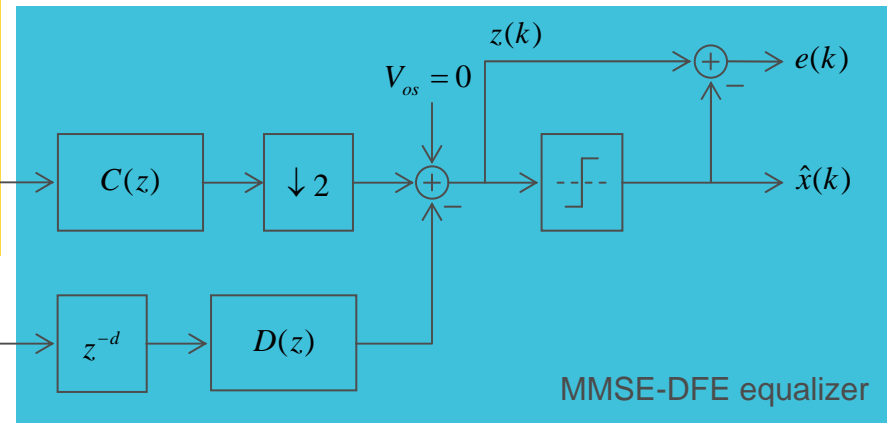 z(k)
e(k)
V_os = 0
C(z)
↓ 2
+
+
−
−
x̂(k)
z^{-d}
D(z)
MMSE-DFE equalizer